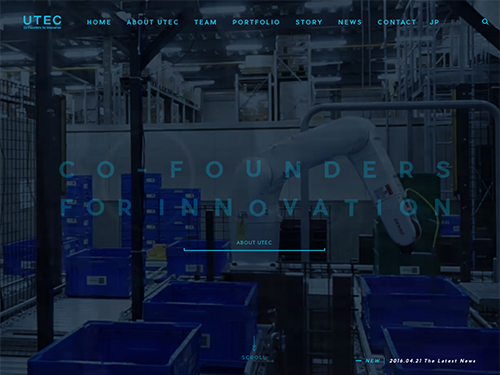 UTEC
Co-Founders for Innovation
HOME ABOUT UTEC TEAM PORTFOLIO STORY NEWS CONTACT JP
CO-FOUNDERS
FOR INNOVATION
ABOUT UTEC
SCROLL
NEW 2016.04.21 The Latest News